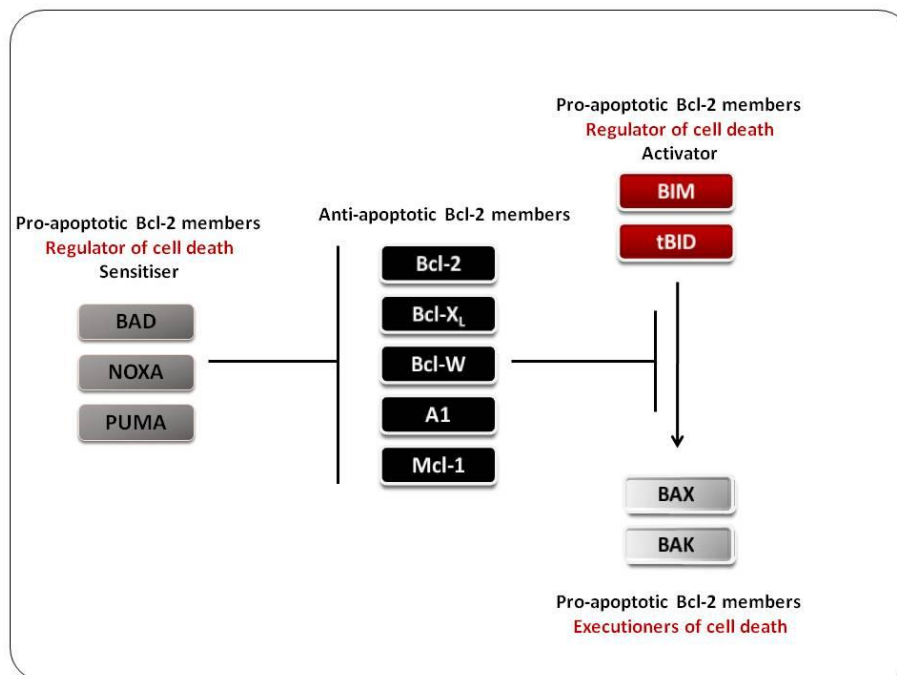 Pro-apoptotic Bcl-2 members
Regulator of cell death
Sensitiser
BAD
NOXA
PUMA
Anti-apoptotic Bcl-2 members
Bcl-2
Bcl-XL
Bcl-W
A1
Mcl-1
Pro-apoptotic Bcl-2 members
Regulator of cell death
Activator
BIM
tBID
BAX
BAK
Pro-apoptotic Bcl-2 members
Executioners of cell death